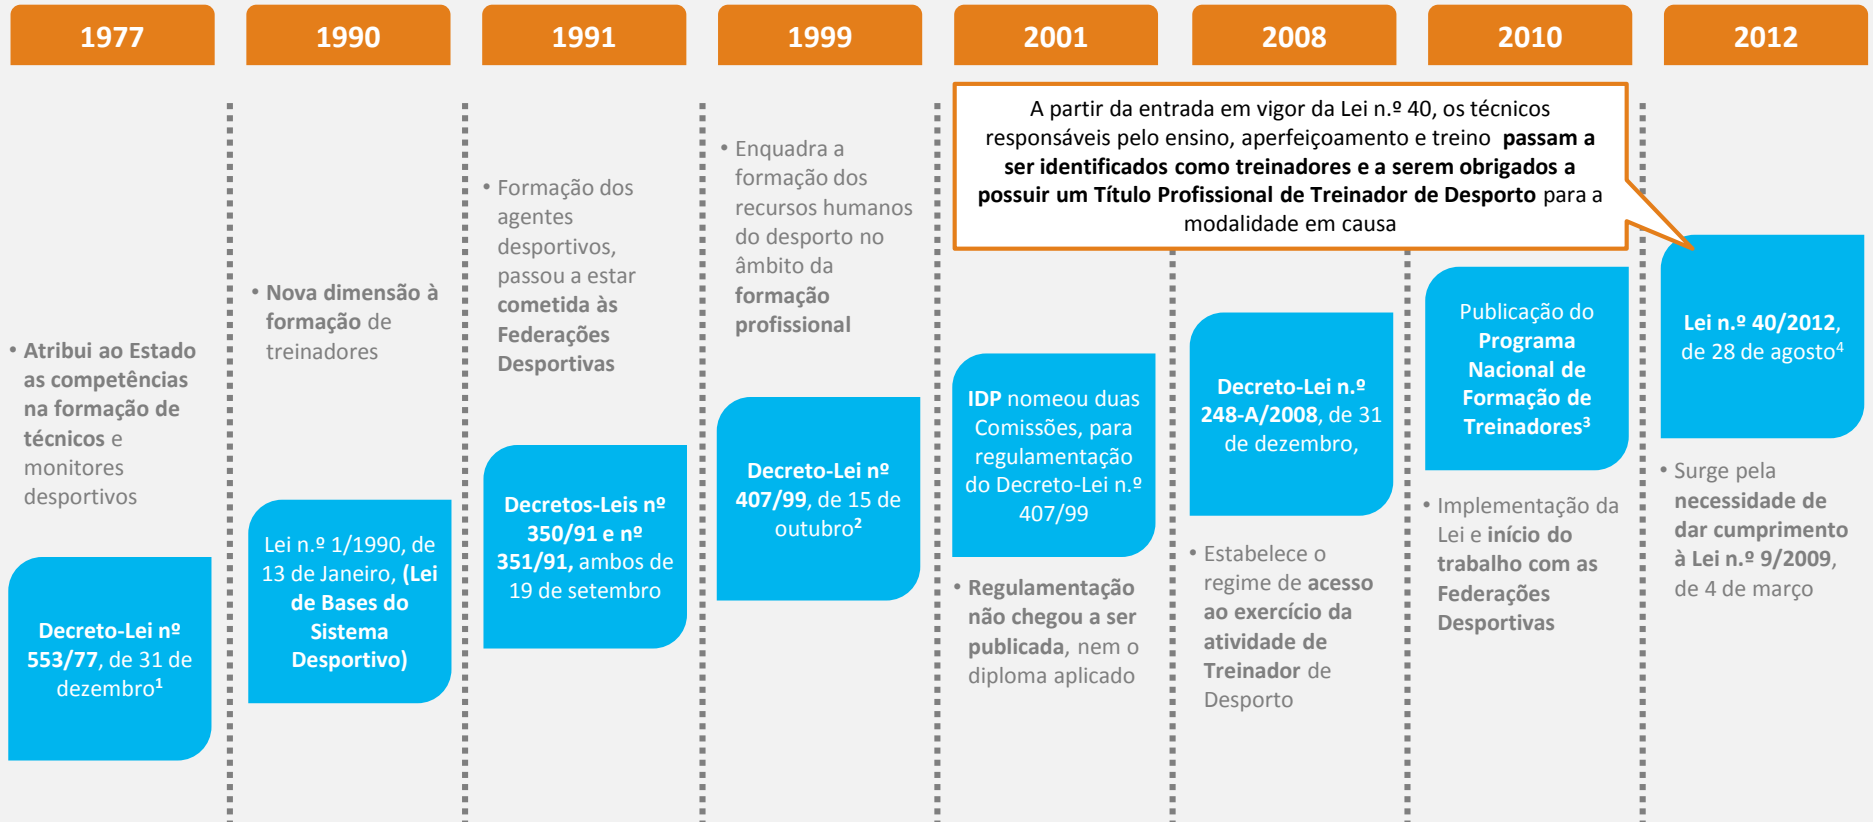 1977
1990
1991
1999
2001
2008
2010
2012
• Atribui ao Estado
as competências
na formação de
técnicos e
monitores
desportivos
Decreto-Lei nº
553/77, de 31 de
dezembro¹
• Nova dimensão à
formação de
treinadores
Lei n.º 1/1990, de
13 de Janeiro, (Lei
de Bases do
Sistema
Desportivo)
• Formação dos
agentes
desportivos,
passou a estar
cometida às
Federações
Desportivas
Decretos-Leis nº
350/91 e nº
351/91, ambos de
19 de setembro
• Enquadra a
formação dos
recursos humanos
do desporto no
âmbito da
formação
profissional
Decreto-Lei nº
407/99, de 15 de
outubro²
A partir da entrada em vigor da Lei n.º 40, os técnicos
responsáveis pelo ensino, aperfeiçoamento e treino passam a
ser identificados como treinadores e a serem obrigados a
possuir um Título Profissional de Treinador de Desporto para a
modalidade em causa
IDP nomeou duas
Comissões, para
regulamentação
do Decreto-Lei n.º
407/99
• Regulamentação
não chegou a ser
publicada, nem o
diploma aplicado
Decreto-Lei n.º
248-A/2008, de 31
de dezembro,
• Estabelece o
regime de acesso
ao exercício da
atividade de
Treinador de
Desporto
Publicação do
Programa
Nacional de
Formação de
Treinadores³
• Implementação da
Lei e início do
trabalho com as
Federações
Desportivas
Lei n.º 40/2012,
de 28 de agosto⁴
• Surge pela
necessidade de
dar cumprimento
à Lei n.º 9/2009,
de 4 de março